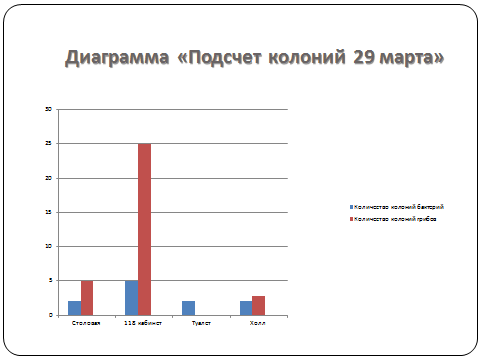 Диаграмма «Подсчет колоний 29 марта»
30
25
20
15
10
5
0
Столовая 118 кабинет Туалет Холл
Количество колоний бактерий
Количество колоний грибов